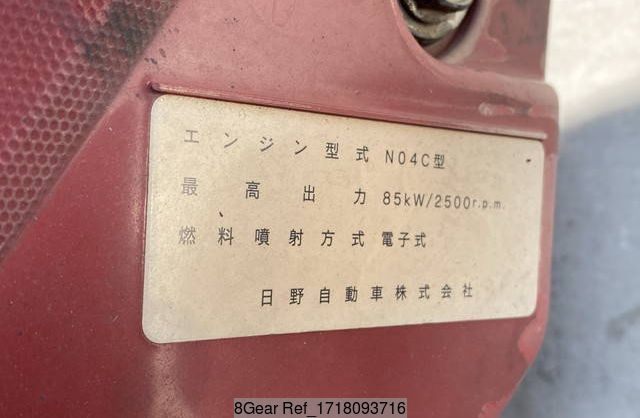 エンジン型式 N04C型
最高出力 85kW/2500r.p.m.
燃料噴射方式 電子式
日野自動車株式会社
8Gear Ref_1718093716